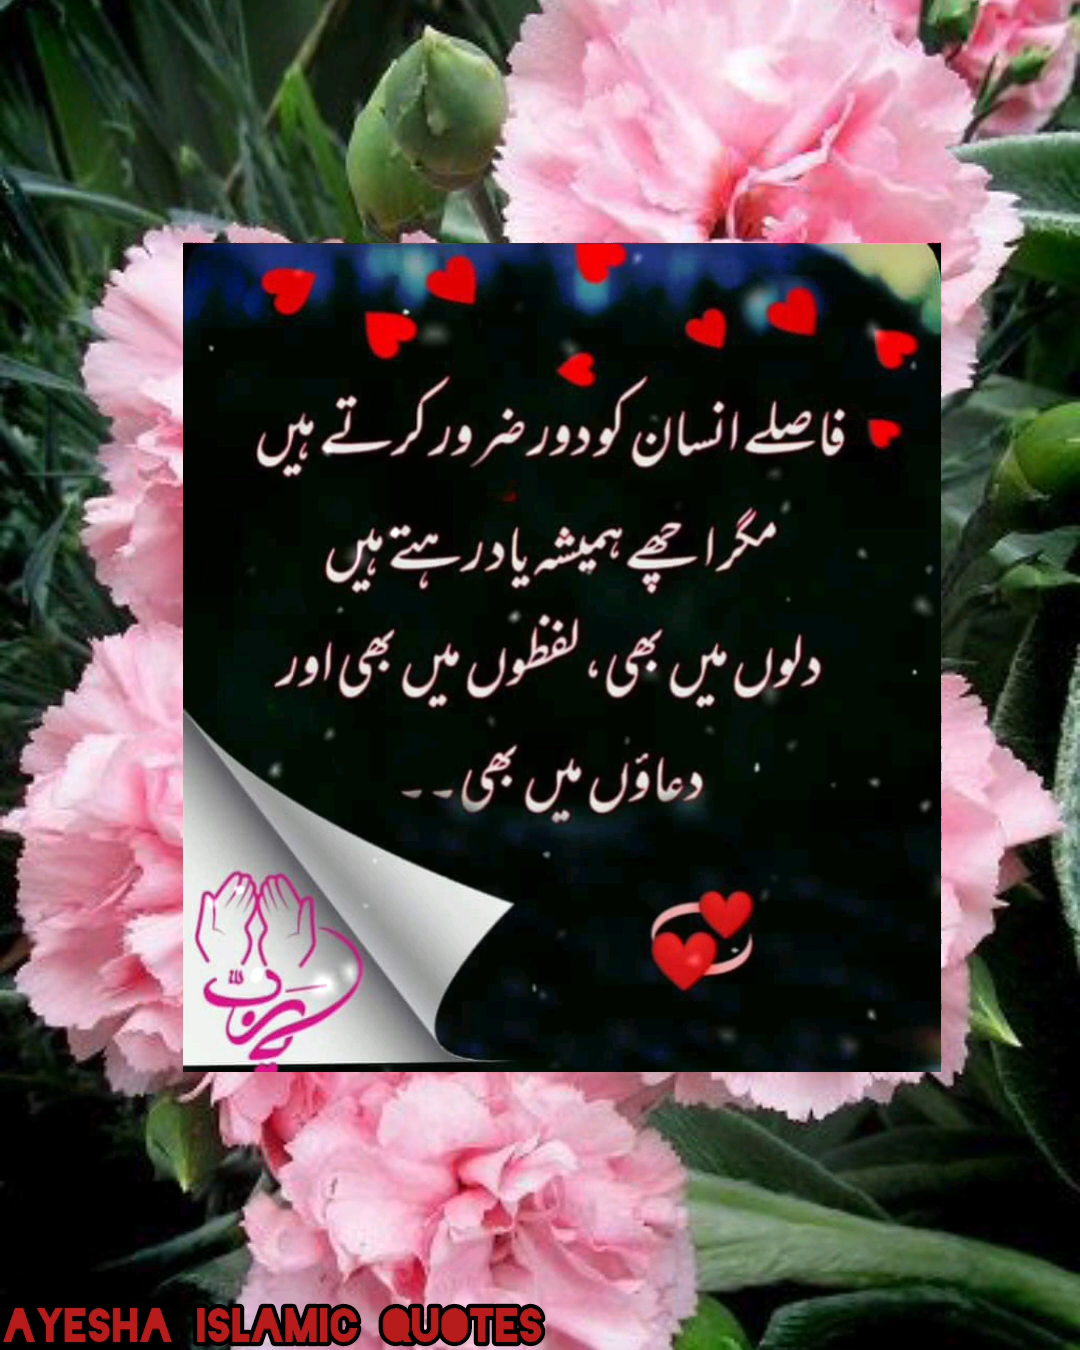 فاصلے انسان کو دور ضرور کرتے ہیں
مگر اچھے ہمیشہ یاد رہتے ہیں
دلوں میں بھی، لفظوں میں بھی اور
دعاؤں میں بھی۔۔
AYESHA ISLAMIC QUOTES